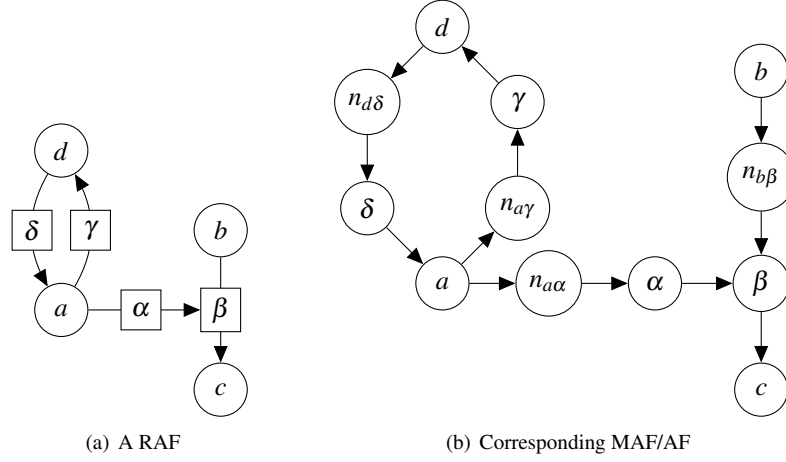 d
δ
γ
b
a
α
β
c
(a) A RAF
d
n_{dδ}
γ
b
n_{bβ}
δ
n_{aγ}
a
n_{aα}
α
β
c
(b) Corresponding MAF/AF